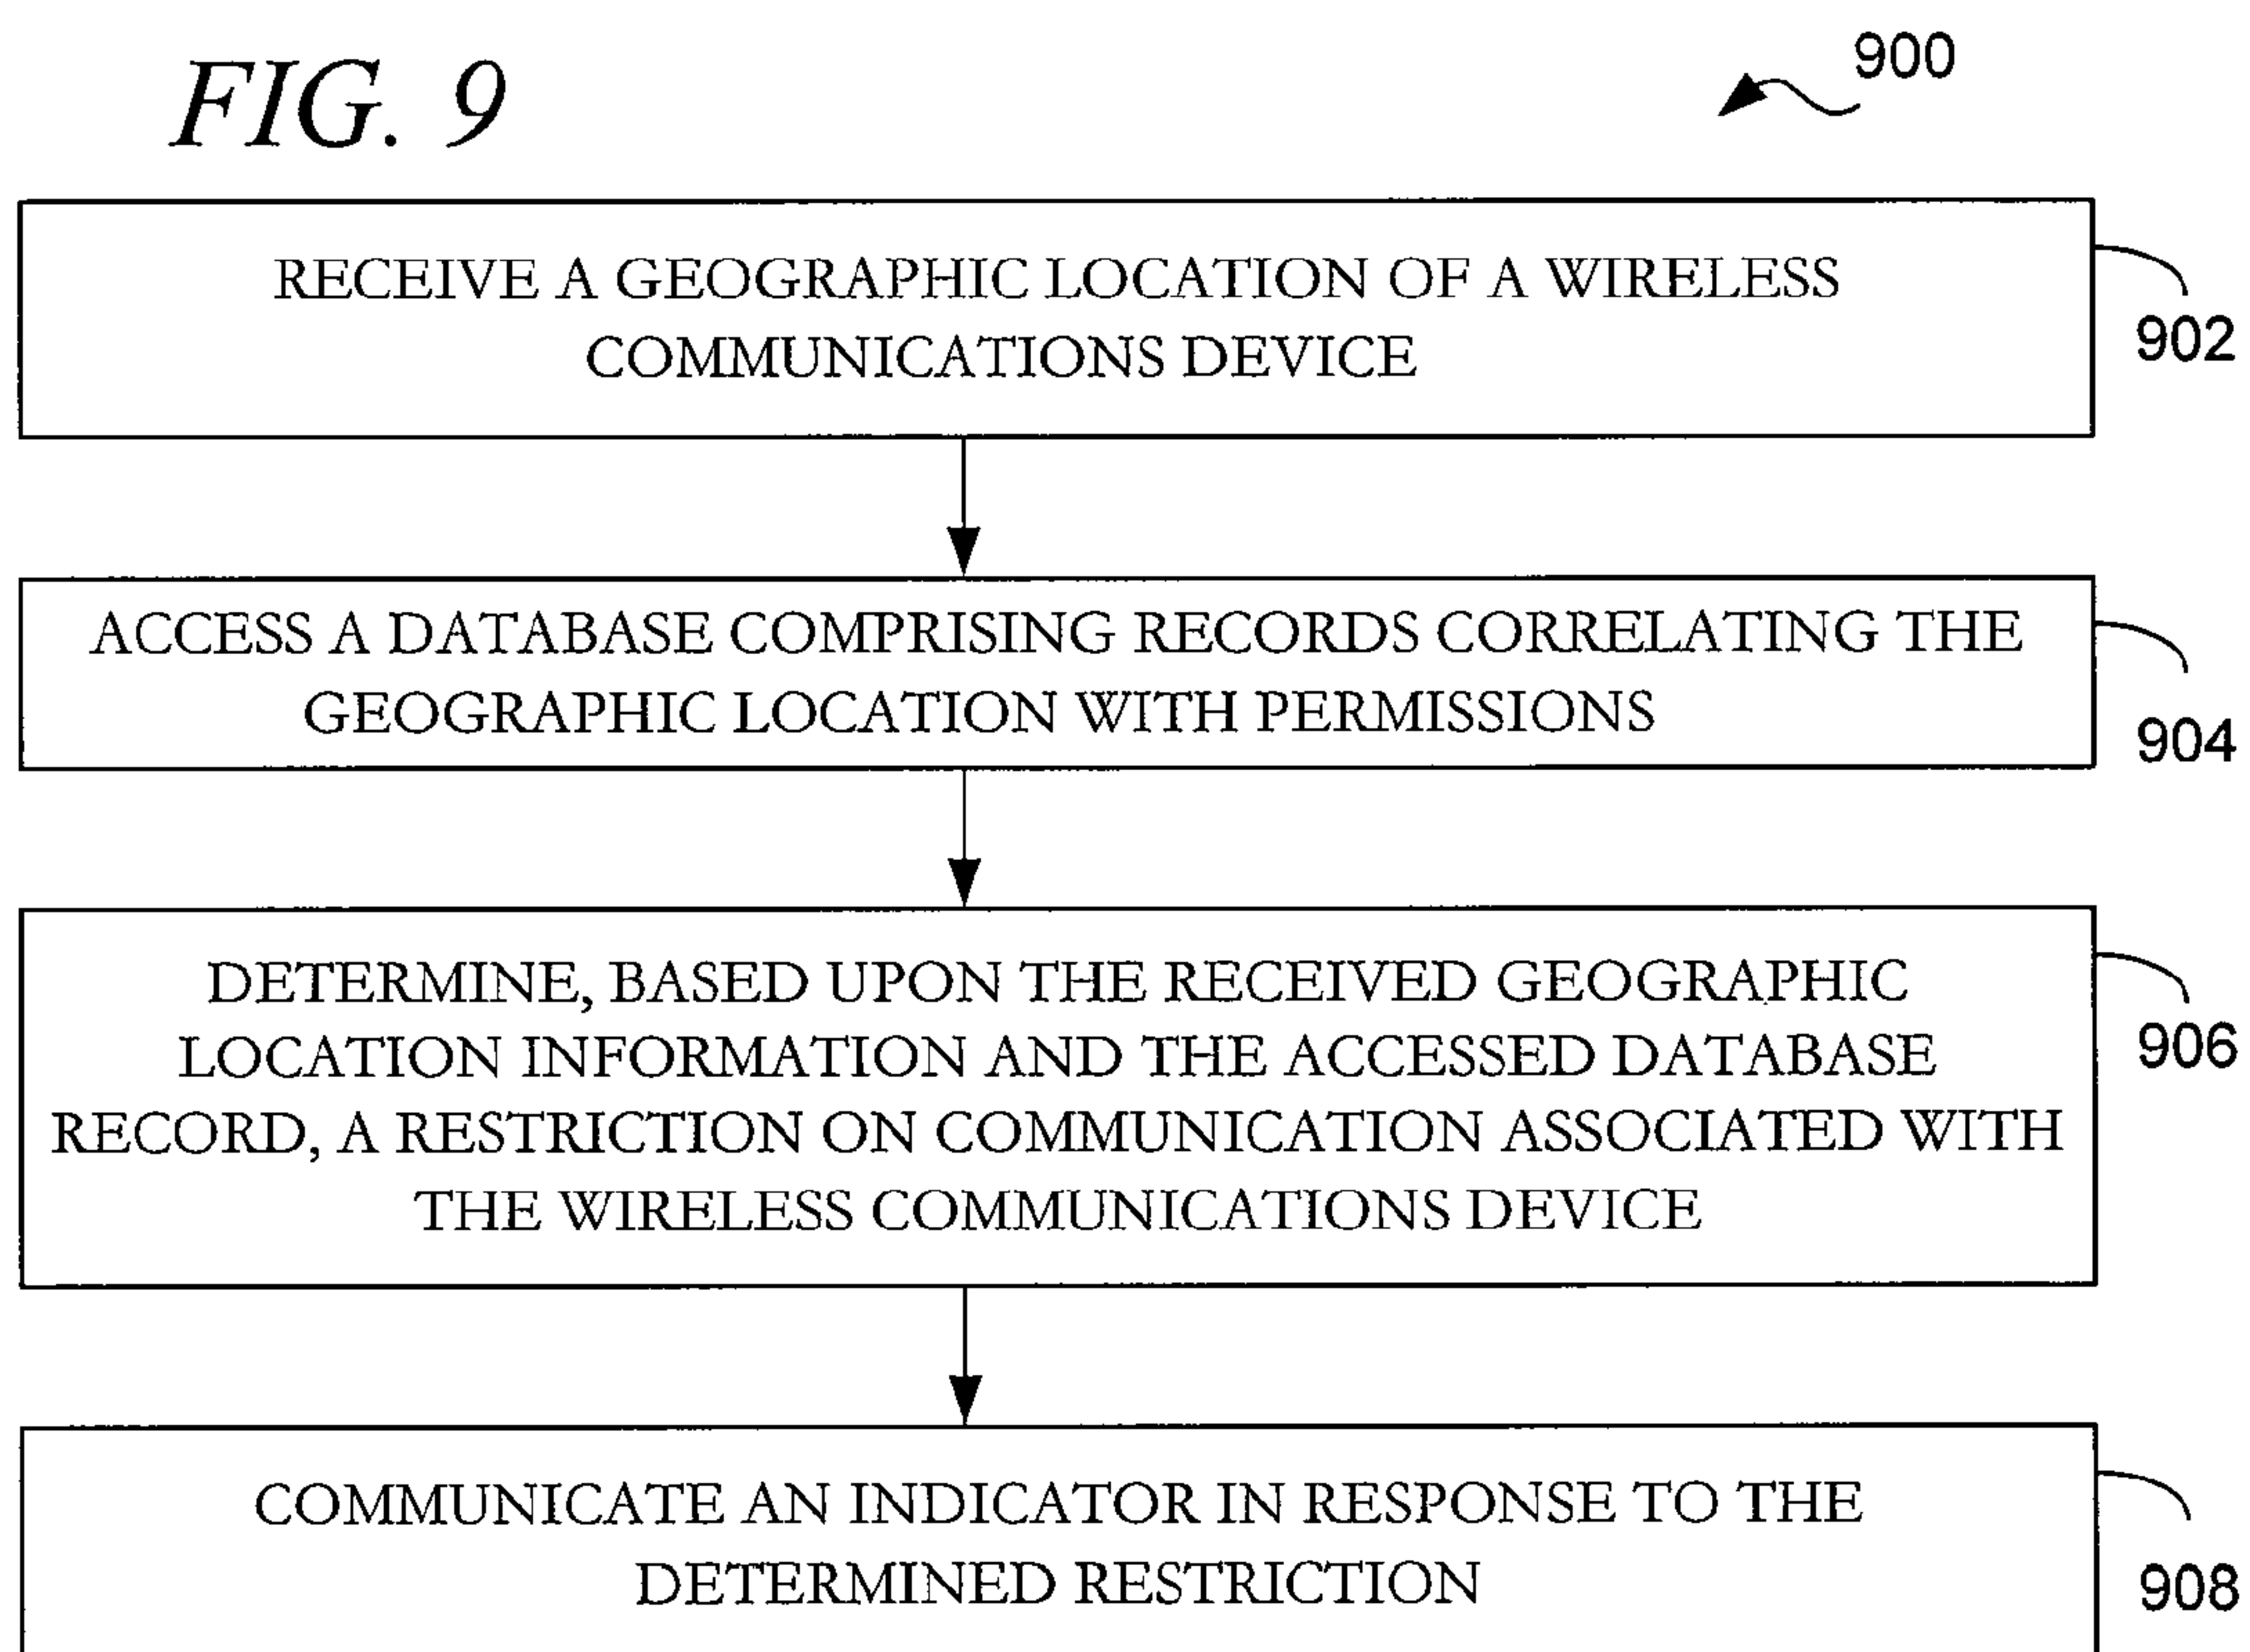 FIG. 9
900
RECEIVE A GEOGRAPHIC LOCATION OF A WIRELESS
COMMUNICATIONS DEVICE
902
ACCESS A DATABASE COMPRISING RECORDS CORRELATING THE
GEOGRAPHIC LOCATION WITH PERMISSIONS
904
DETERMINE, BASED UPON THE RECEIVED GEOGRAPHIC
LOCATION INFORMATION AND THE ACCESSED DATABASE
RECORD, A RESTRICTION ON COMMUNICATION ASSOCIATED WITH
THE WIRELESS COMMUNICATIONS DEVICE
906
COMMUNICATE AN INDICATOR IN RESPONSE TO THE
DETERMINED RESTRICTION
908